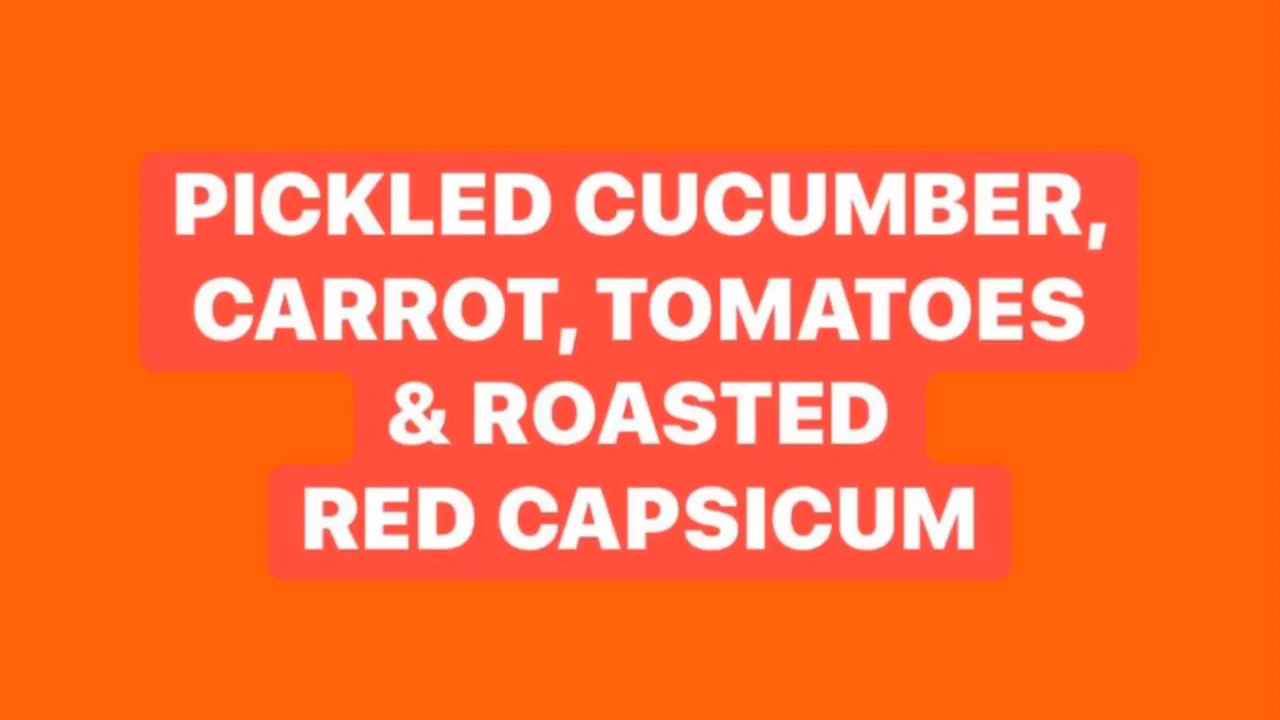 PICKLED CUCUMBER,
CARROT, TOMATOES
& ROASTED
RED CAPSICUM